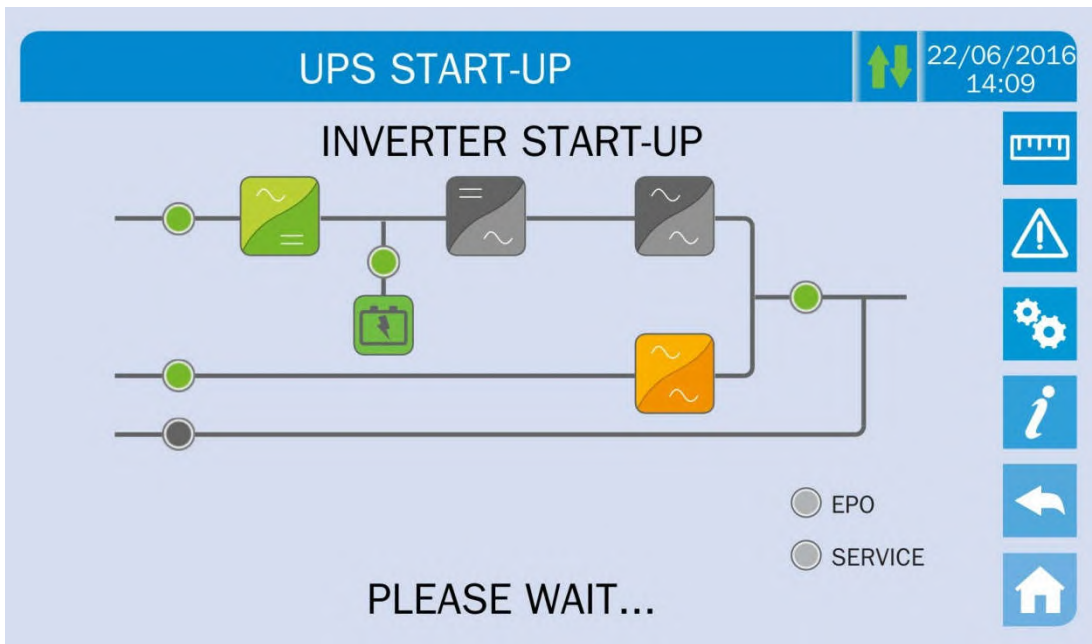 UPS START-UP
22/06/2016
14:09
INVERTER START-UP
EPO
SERVICE
PLEASE WAIT...